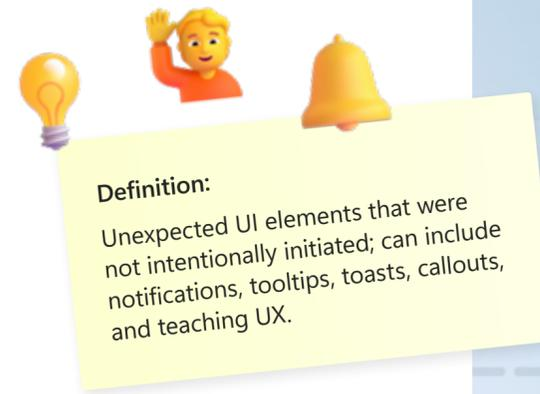 Definition:
Unexpected UI elements that were
not intentionally initiated; can include
notifications, tooltips, toasts, callouts,
and teaching UX.